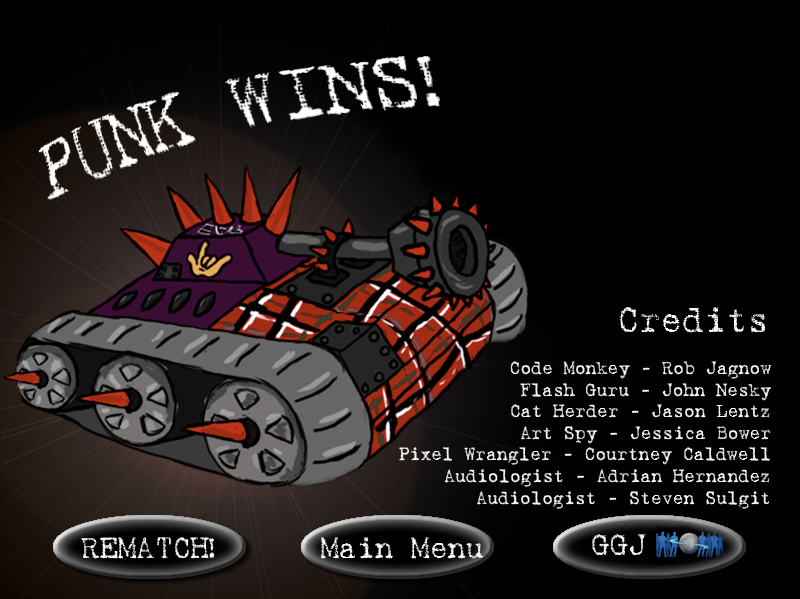 PUNK WINS!
Credits
Code Monkey - Rob Jagnow
Flash Guru - John Nesky
Cat Herder - Jason Lentz
Art Spy - Jessica Bower
Pixel Wrangler - Courtney Caldwell
Audiologist - Adrian Hernandez
Audiologist - Steven Sulgit
REMATCH!
Main Menu
GGJ